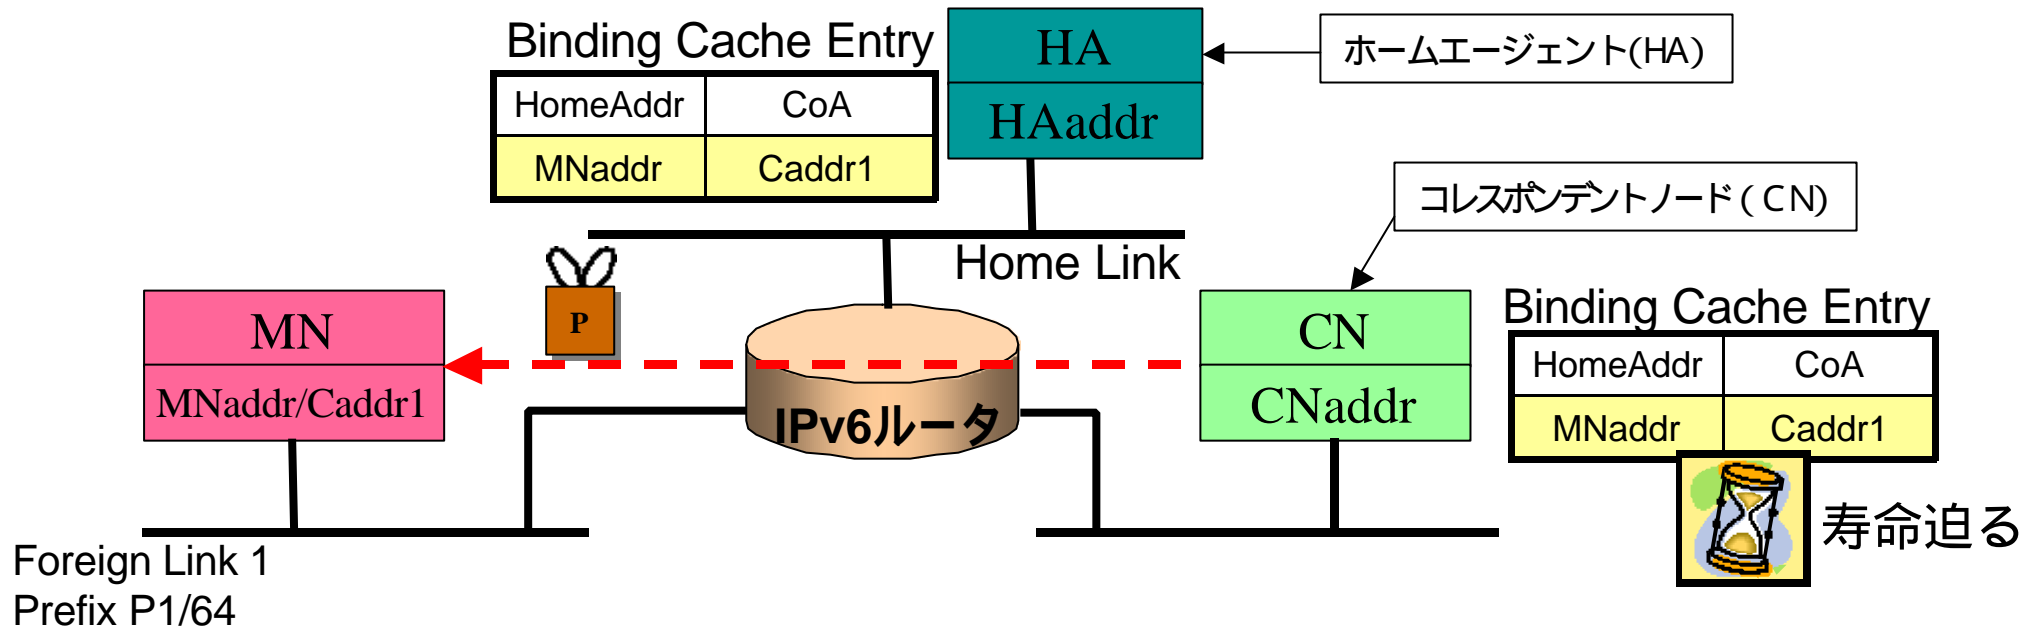 Binding Cache Entry
HomeAddr CoA
MNaddr Caddr1
HA
HAaddr
ホームエージェント(HA)
コレスポンデントノード(CN)
Home Link
P
MN
MNaddr/Caddr1
IPv6ルータ
CN
CNaddr
Binding Cache Entry
HomeAddr CoA
MNaddr Caddr1
寿命迫る
Foreign Link 1
Prefix P1/64